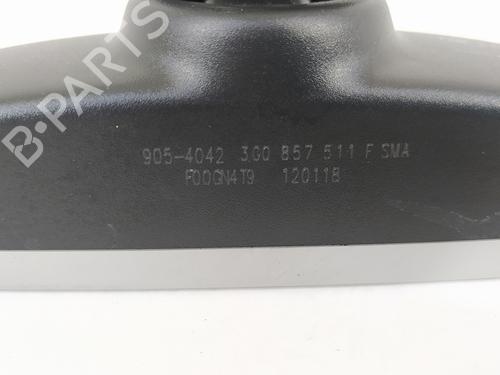 B-PARTS
905-4042 3G0 857 511 F SMA
F00GN4T9 120118